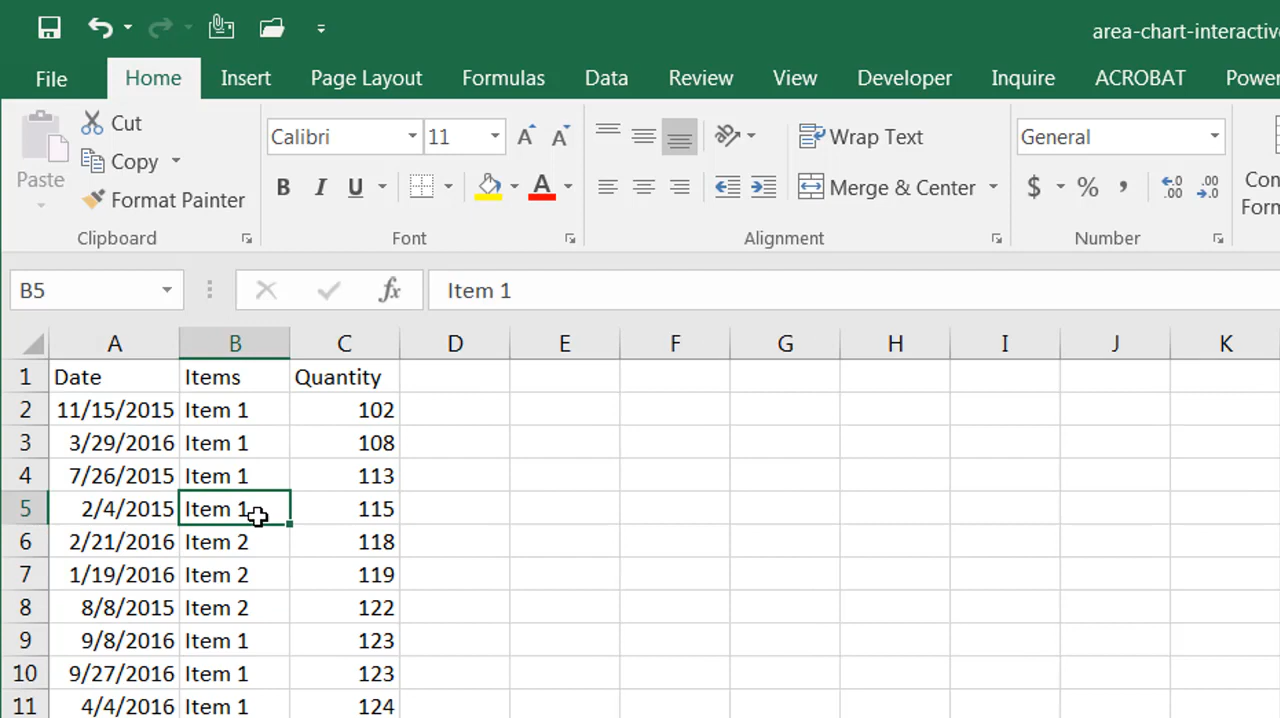 area-chart-interactive
File Home Insert Page Layout Formulas Data Review View Developer Inquire ACROBAT Power
Paste
Cut
Copy
Format Painter
Clipboard
Calibri 11 A A
B I U A
Font
Wrap Text
Merge & Center
Alignment
General
$ % , .00 .00
Number
Con
Form
B5 fx Item 1
A B C D E F G H I J K
1 Date Items Quantity
2 11/15/2015 Item 1 102
3 3/29/2016 Item 1 108
4 7/26/2015 Item 1 113
5 2/4/2015 Item 1 115
6 2/21/2016 Item 2 118
7 1/19/2016 Item 2 119
8 8/8/2015 Item 2 122
9 9/8/2016 Item 1 123
10 9/27/2016 Item 1 123
11 4/4/2016 Item 1 124